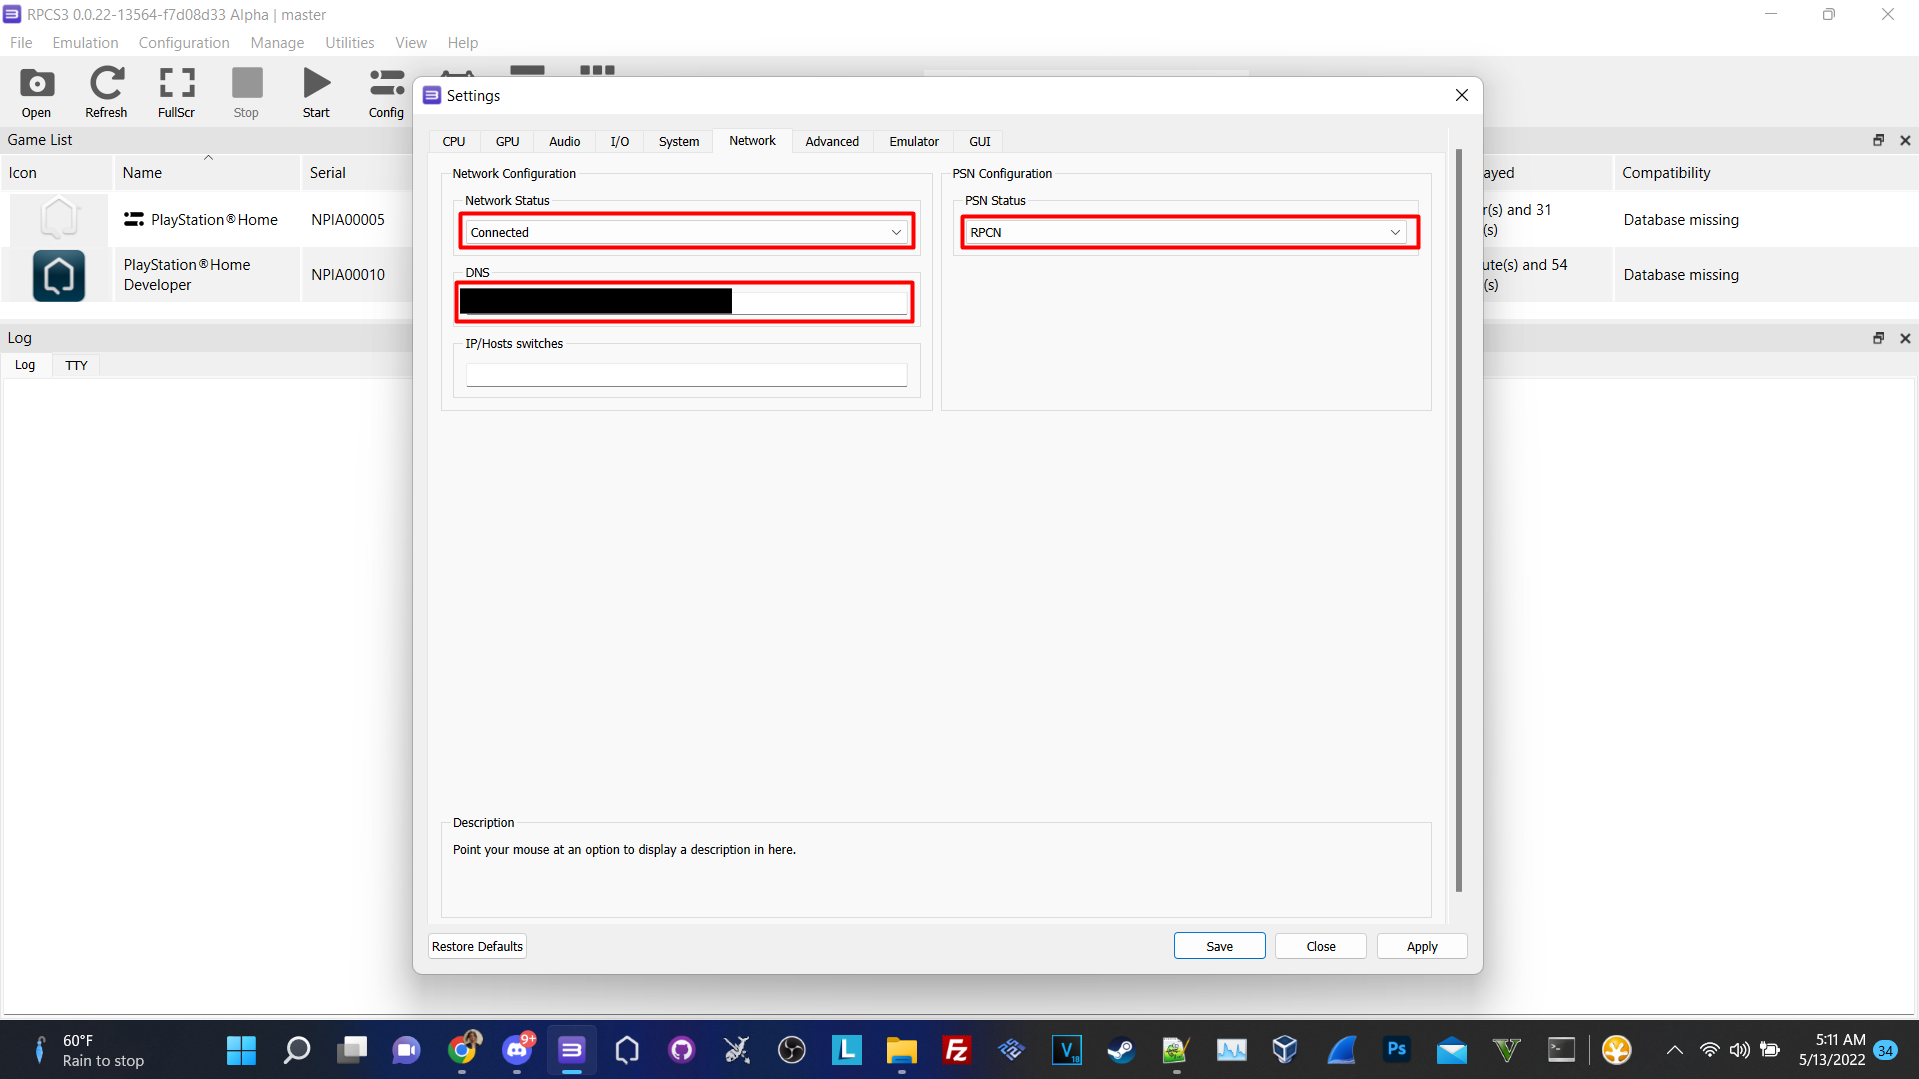 RPCS3 0.0.22-13564-f7d08d33 Alpha | master
File Emulation Configuration Manage Utilities View Help
Open Refresh FullScr Stop Start Config
Settings
CPU GPU Audio I/O System Network Advanced Emulator GUI
Game List
Icon Name Serial ayed Compatibility
PlayStation®Home NPIA00005 r(s) and 31 (s) Database missing
PlayStation®Home Developer NPIA00010 ute(s) and 54 (s) Database missing
Log
Log TTY
Network Configuration
Network Status
Connected
DNS
IP/Hosts switches
PSN Configuration
PSN Status
RPCN
Description
Point your mouse at an option to display a description in here.
Restore Defaults Save Close Apply
60°F
Rain to stop
9+
L
Fz
V
18
Ps
V
5:11 AM
5/13/2022
34